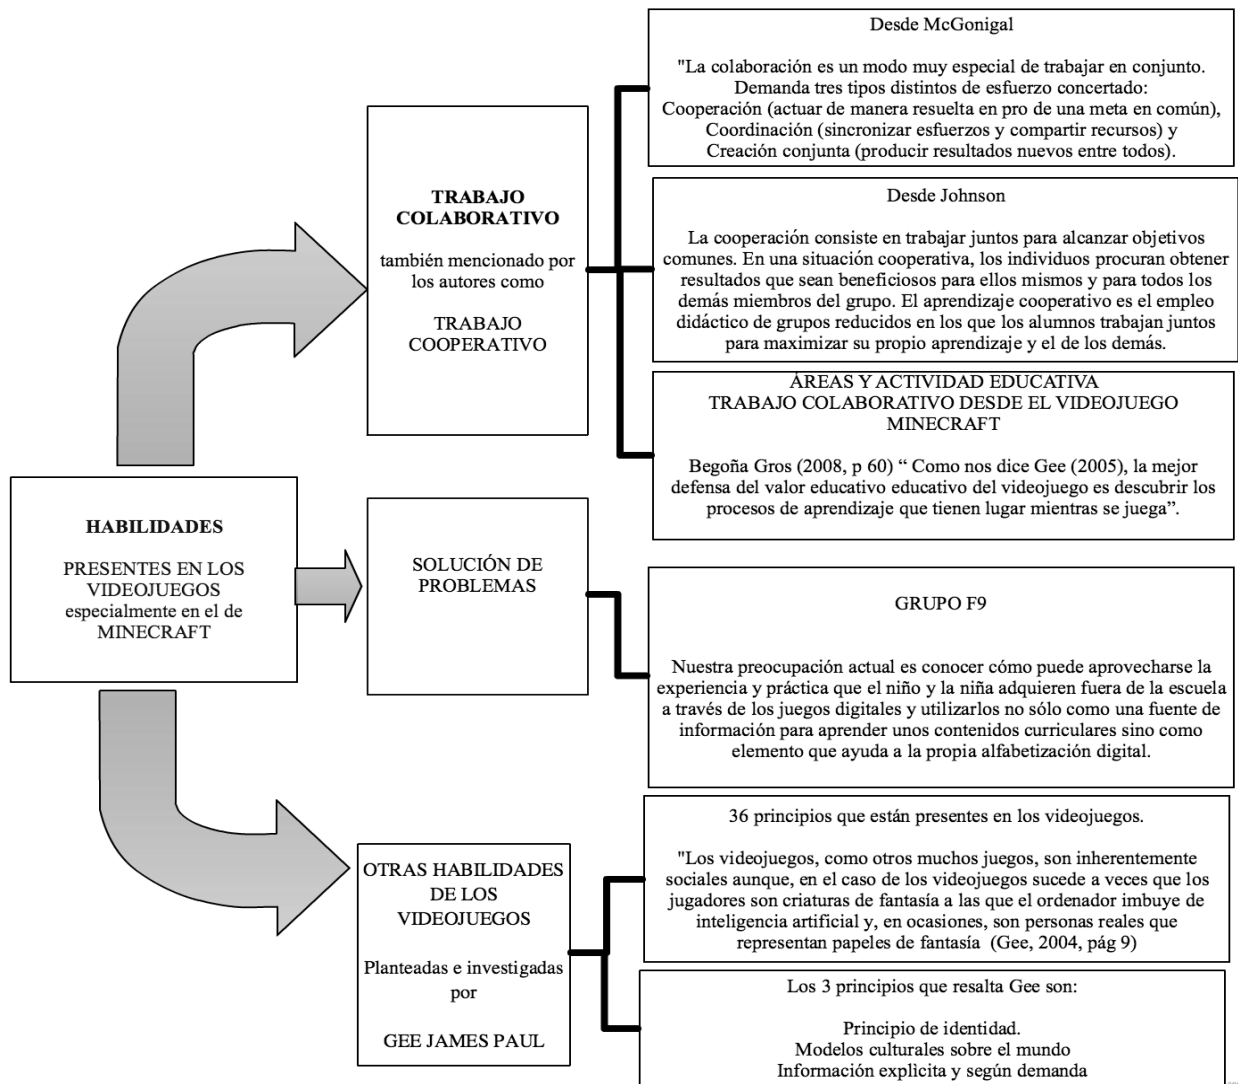 HABILIDADES
PRESENTES EN LOS
VIDEOJUEGOS
especialmente en el de
MINECRAFT
TRABAJO
COLABORATIVO
también mencionado por
los autores como
TRABAJO
COOPERATIVO
Desde McGonigal
"La colaboración es un modo muy especial de trabajar en conjunto.
Demanda tres tipos distintos de esfuerzo concertado:
Cooperación (actuar de manera resuelta en pro de una meta en común),
Coordinación (sincronizar esfuerzos y compartir recursos) y
Creación conjunta (producir resultados nuevos entre todos).
Desde Johnson
La cooperación consiste en trabajar juntos para alcanzar objetivos
comunes. En una situación cooperativa, los individuos procuran obtener
resultados que sean beneficiosos para ellos mismos y para todos los
demás miembros del grupo. El aprendizaje cooperativo es el empleo
didáctico de grupos reducidos en los que los alumnos trabajan juntos
para maximizar su propio aprendizaje y el de los demás.
ÁREAS Y ACTIVIDAD EDUCATIVA
TRABAJO COLABORATIVO DESDE EL VIDEOJUEGO
MINECRAFT
Begoña Gros (2008, p 60) “ Como nos dice Gee (2005), la mejor
defensa del valor educativo educativo del videojuego es descubrir los
procesos de aprendizaje que tienen lugar mientras se juega”.
SOLUCIÓN DE
PROBLEMAS
GRUPO F9
Nuestra preocupación actual es conocer cómo puede aprovecharse la
experiencia y práctica que el niño y la niña adquieren fuera de la escuela
a través de los juegos digitales y utilizarlos no sólo como una fuente de
información para aprender unos contenidos curriculares sino como
elemento que ayuda a la propia alfabetización digital.
OTRAS HABILIDADES
DE LOS
VIDEOJUEGOS
Planteadas e investigadas
por
GEE JAMES PAUL
36 principios que están presentes en los videojuegos.
"Los videojuegos, como otros muchos juegos, son inherentemente
sociales aunque, en el caso de los videojuegos sucede a veces que los
jugadores son criaturas de fantasía a las que el ordenador imbuye de
inteligencia artificial y, en ocasiones, son personas reales que
representan papeles de fantasía (Gee, 2004, pág 9)
Los 3 principios que resalta Gee son:
Principio de identidad.
Modelos culturales sobre el mundo
Información explicita y según demanda